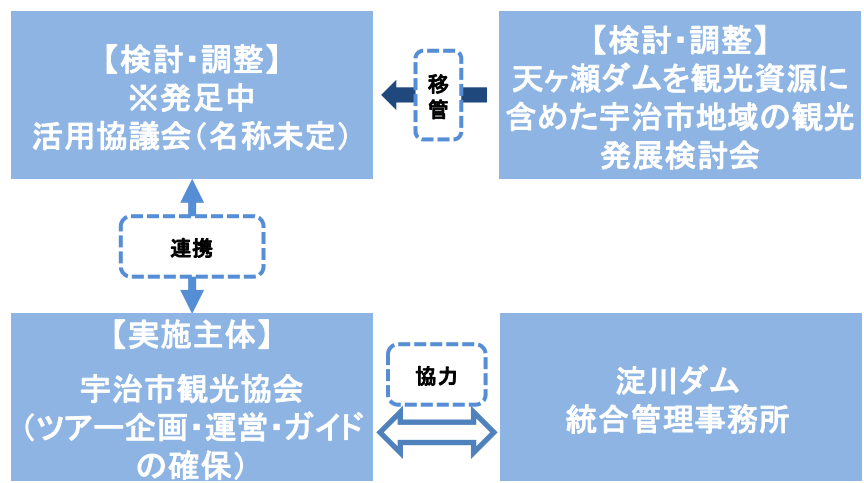 【検討・調整】
※発足中
活用協議会（名称未定）
移管
【検討・調整】
天ヶ瀬ダムを観光資源に
含めた宇治市地域の観光
発展検討会
連携
【実施主体】
宇治市観光協会
（ツアー企画・運営・ガイド
の確保）
協力
淀川ダム
統合管理事務所